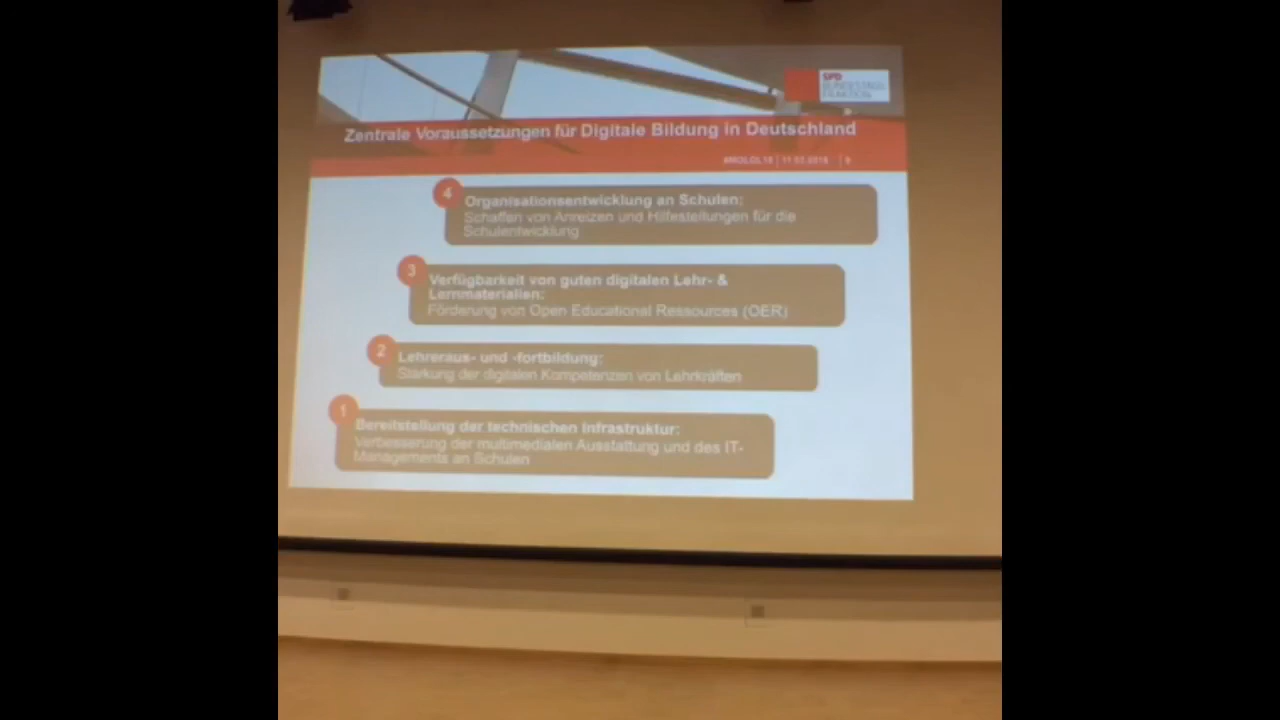 SPD
BUNDESTAGS
FRAKTION
Zentrale Voraussetzungen für Digitale Bildung in Deutschland
4
Organisationsentwicklung an Schulen:
Schaffen von Anreizen und Hilfestellungen für die
Schulentwicklung
3
Verfügbarkeit von guten digitalen Lehr- &
Lernmaterialien:
Förderung von Open Educational Ressources (OER)
2
Lehreraus- und -fortbildung:
Stärkung der digitalen Kompetenzen von Lehrkräften
1
Bereitstellung der technischen Infrastruktur:
Verbesserung der multimedialen Ausstattung und des IT-
Managements an Schulen